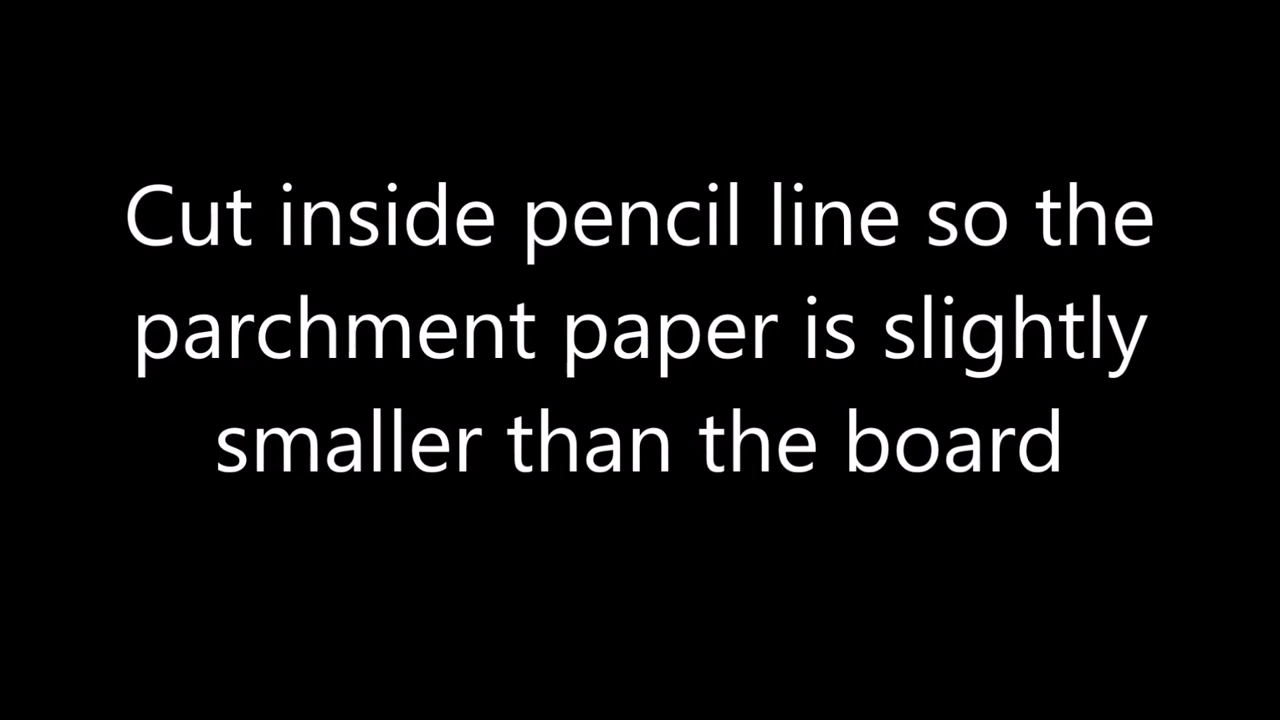 Cut inside pencil line so the
parchment paper is slightly
smaller than the board